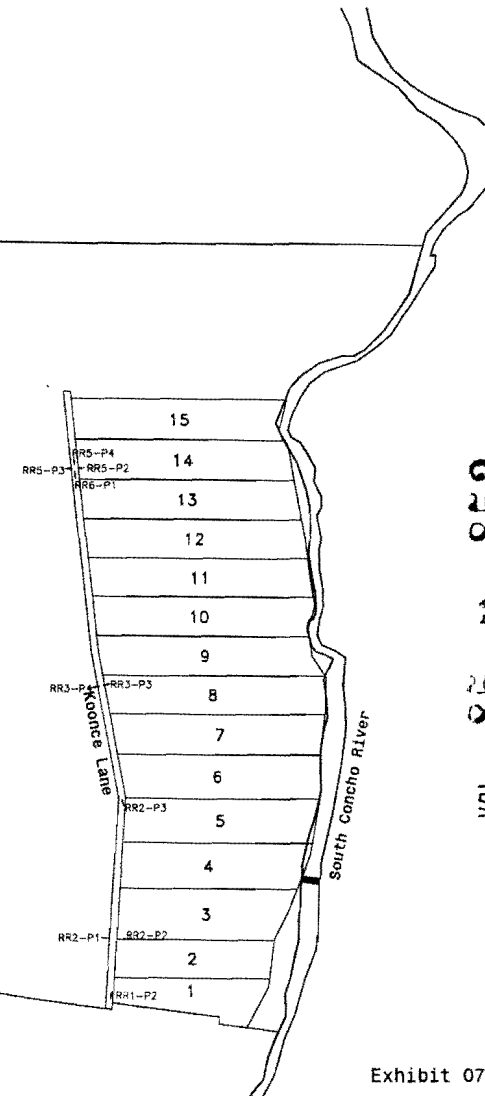 15
RR5-P4
14
RR5-P3
RR5-P2
RR6-P1
13
12
11
10
9
RR3-P4
RR3-P3
8
Koonce Lane
7
6
RR2-P3
5
South Concho River
4
3
RR2-P1
RR2-P2
2
RR1-P2
1
Exhibit 07